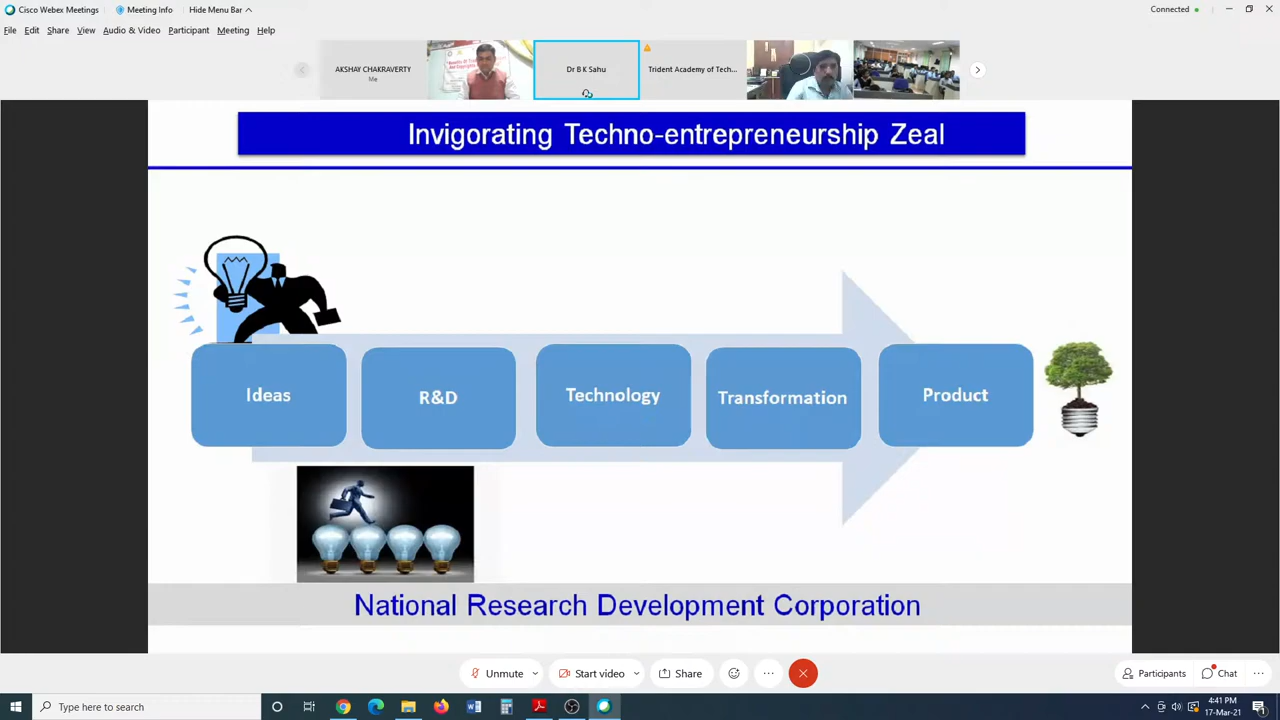 Cisco Webex Meetings
Meeting Info
Hide Menu Bar
Connected
File Edit Share View Audio & Video Participant Meeting Help
AKSHAY CHAKRAVERTY
Me
Dr B K Sahu
Trident Academy of Tech...
Invigorating Techno-entrepreneurship Zeal
Ideas
R&D
Technology
Transformation
Product
National Research Development Corporation
Unmute
Start video
Share
Participants
Chat
Type here to search
4:41 PM
17-Mar-21